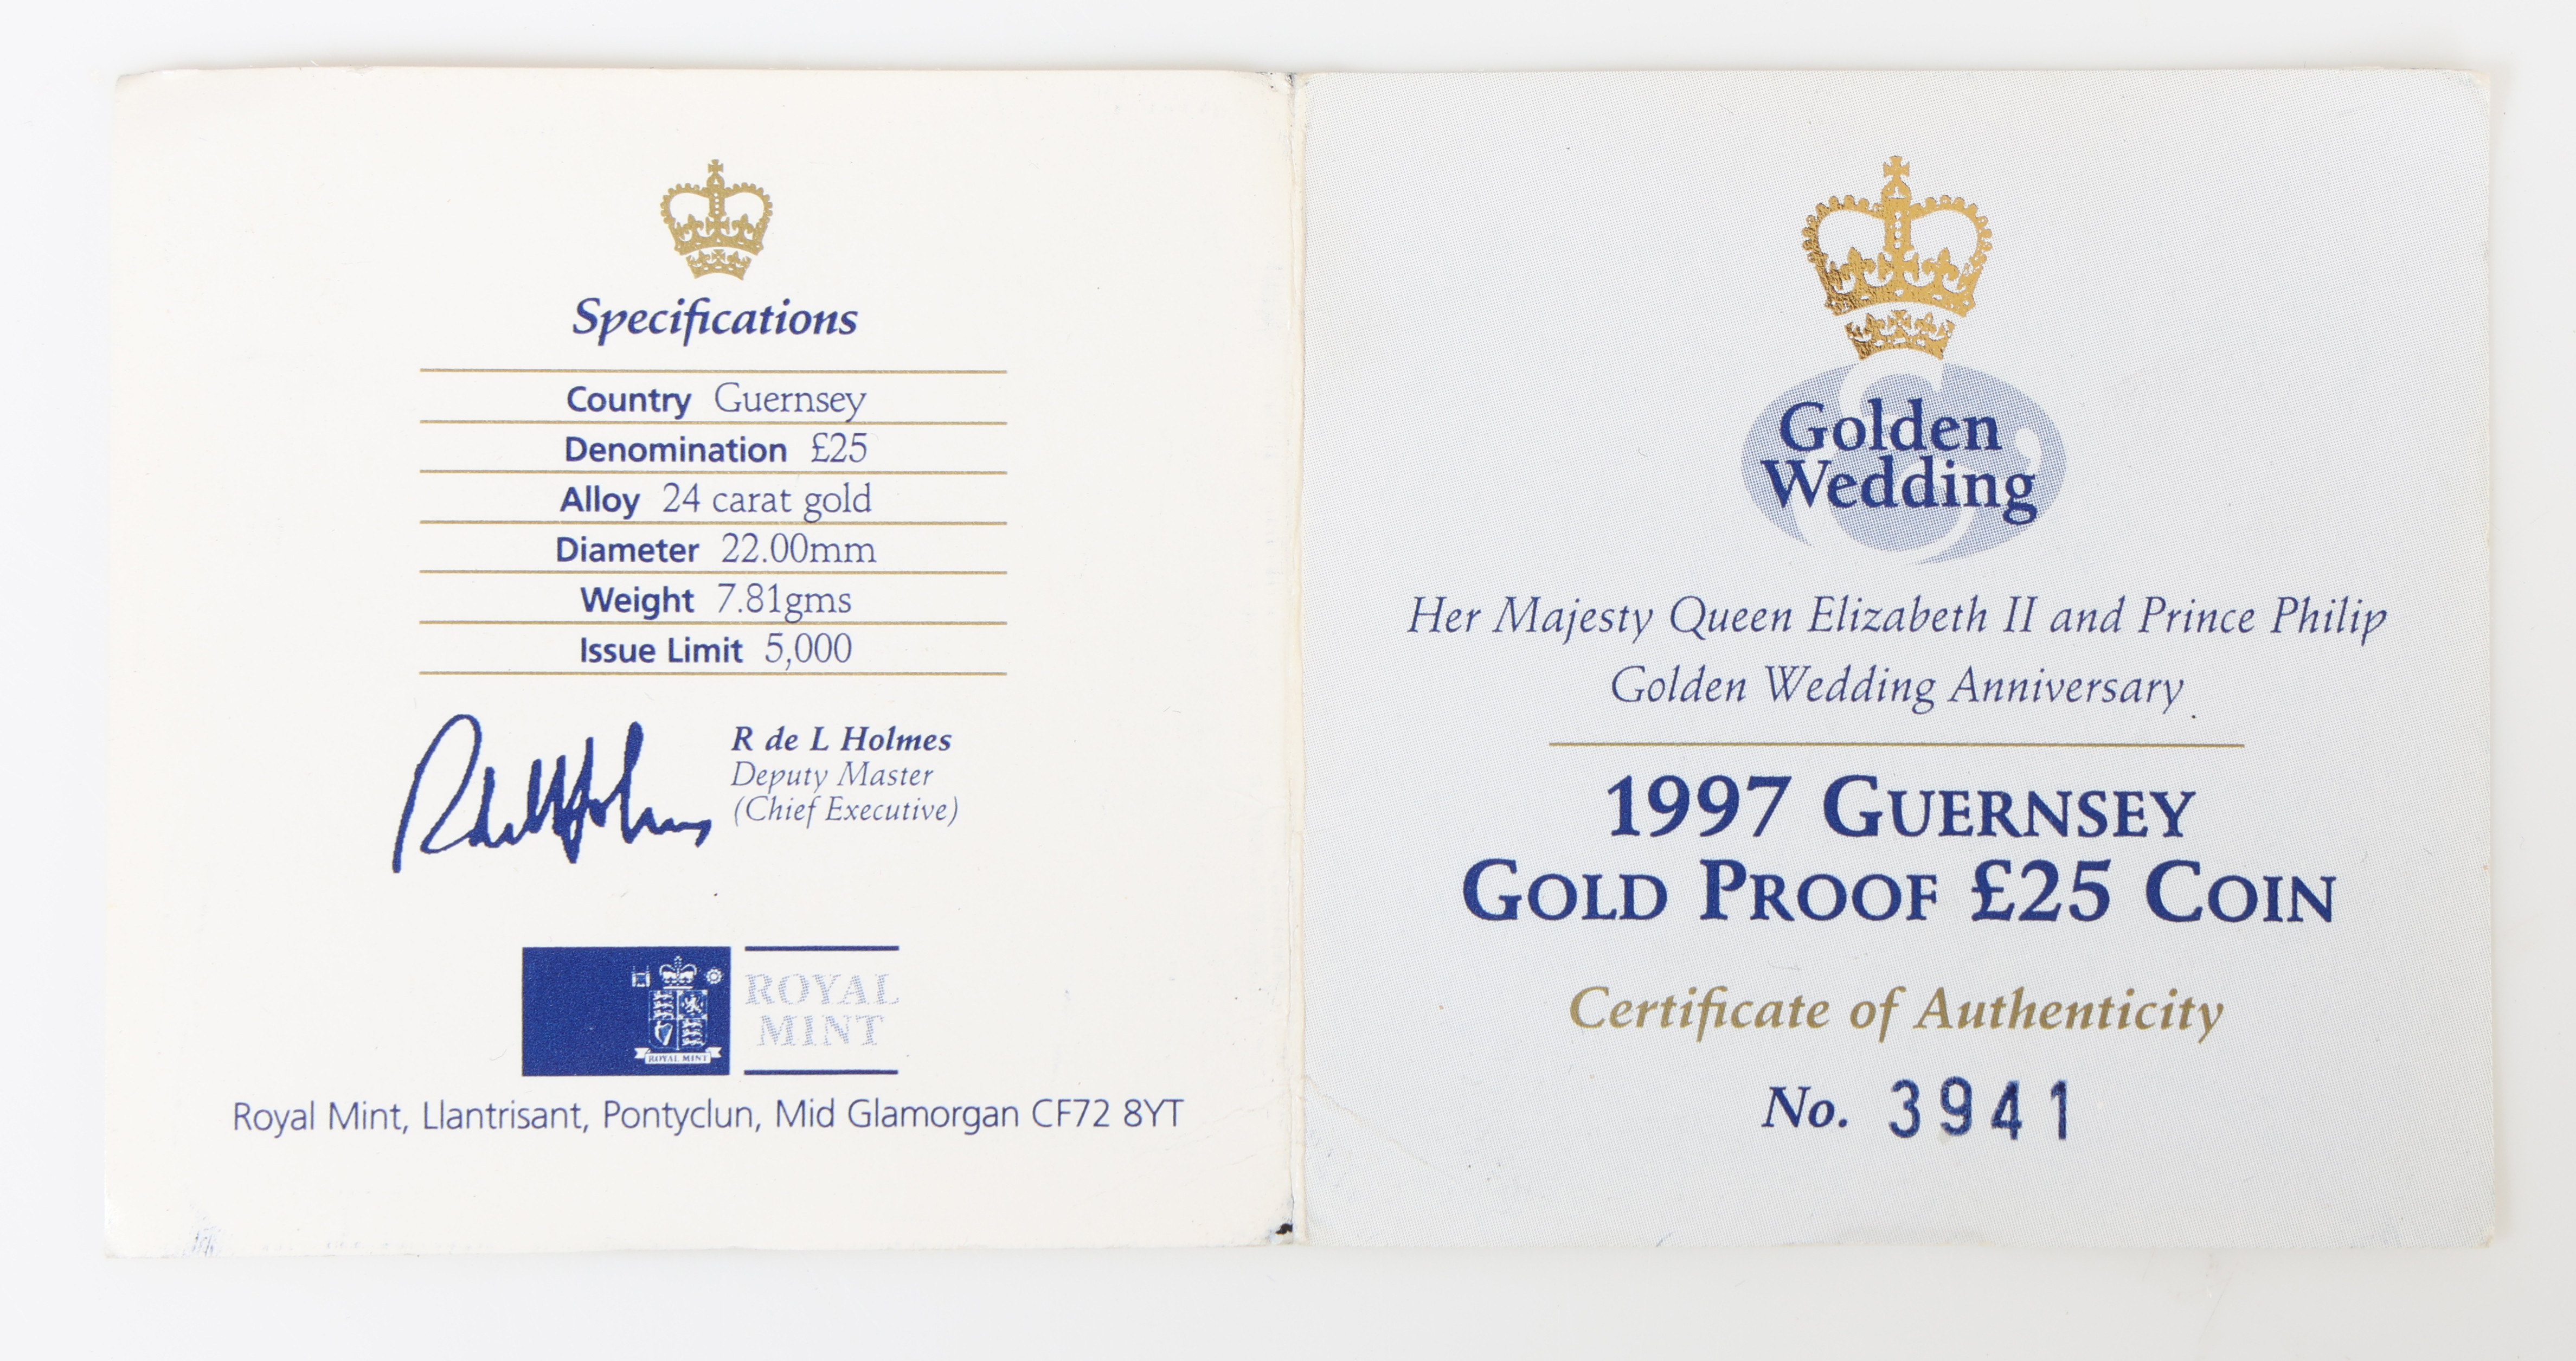 Specifications
Country Guernsey
Denomination £25
Alloy 24 carat gold
Diameter 22.00mm
Weight 7.81gms
Issue Limit 5,000
R de L Holmes
Deputy Master
(Chief Executive)
ROYAL MINT
ROYAL
MINT
Royal Mint, Llantrisant, Pontyclun, Mid Glamorgan CF72 8YT
Golden
Wedding
Her Majesty Queen Elizabeth II and Prince Philip
Golden Wedding Anniversary
1997 GUERNSEY
GOLD PROOF £25 COIN
Certificate of Authenticity
No. 3941